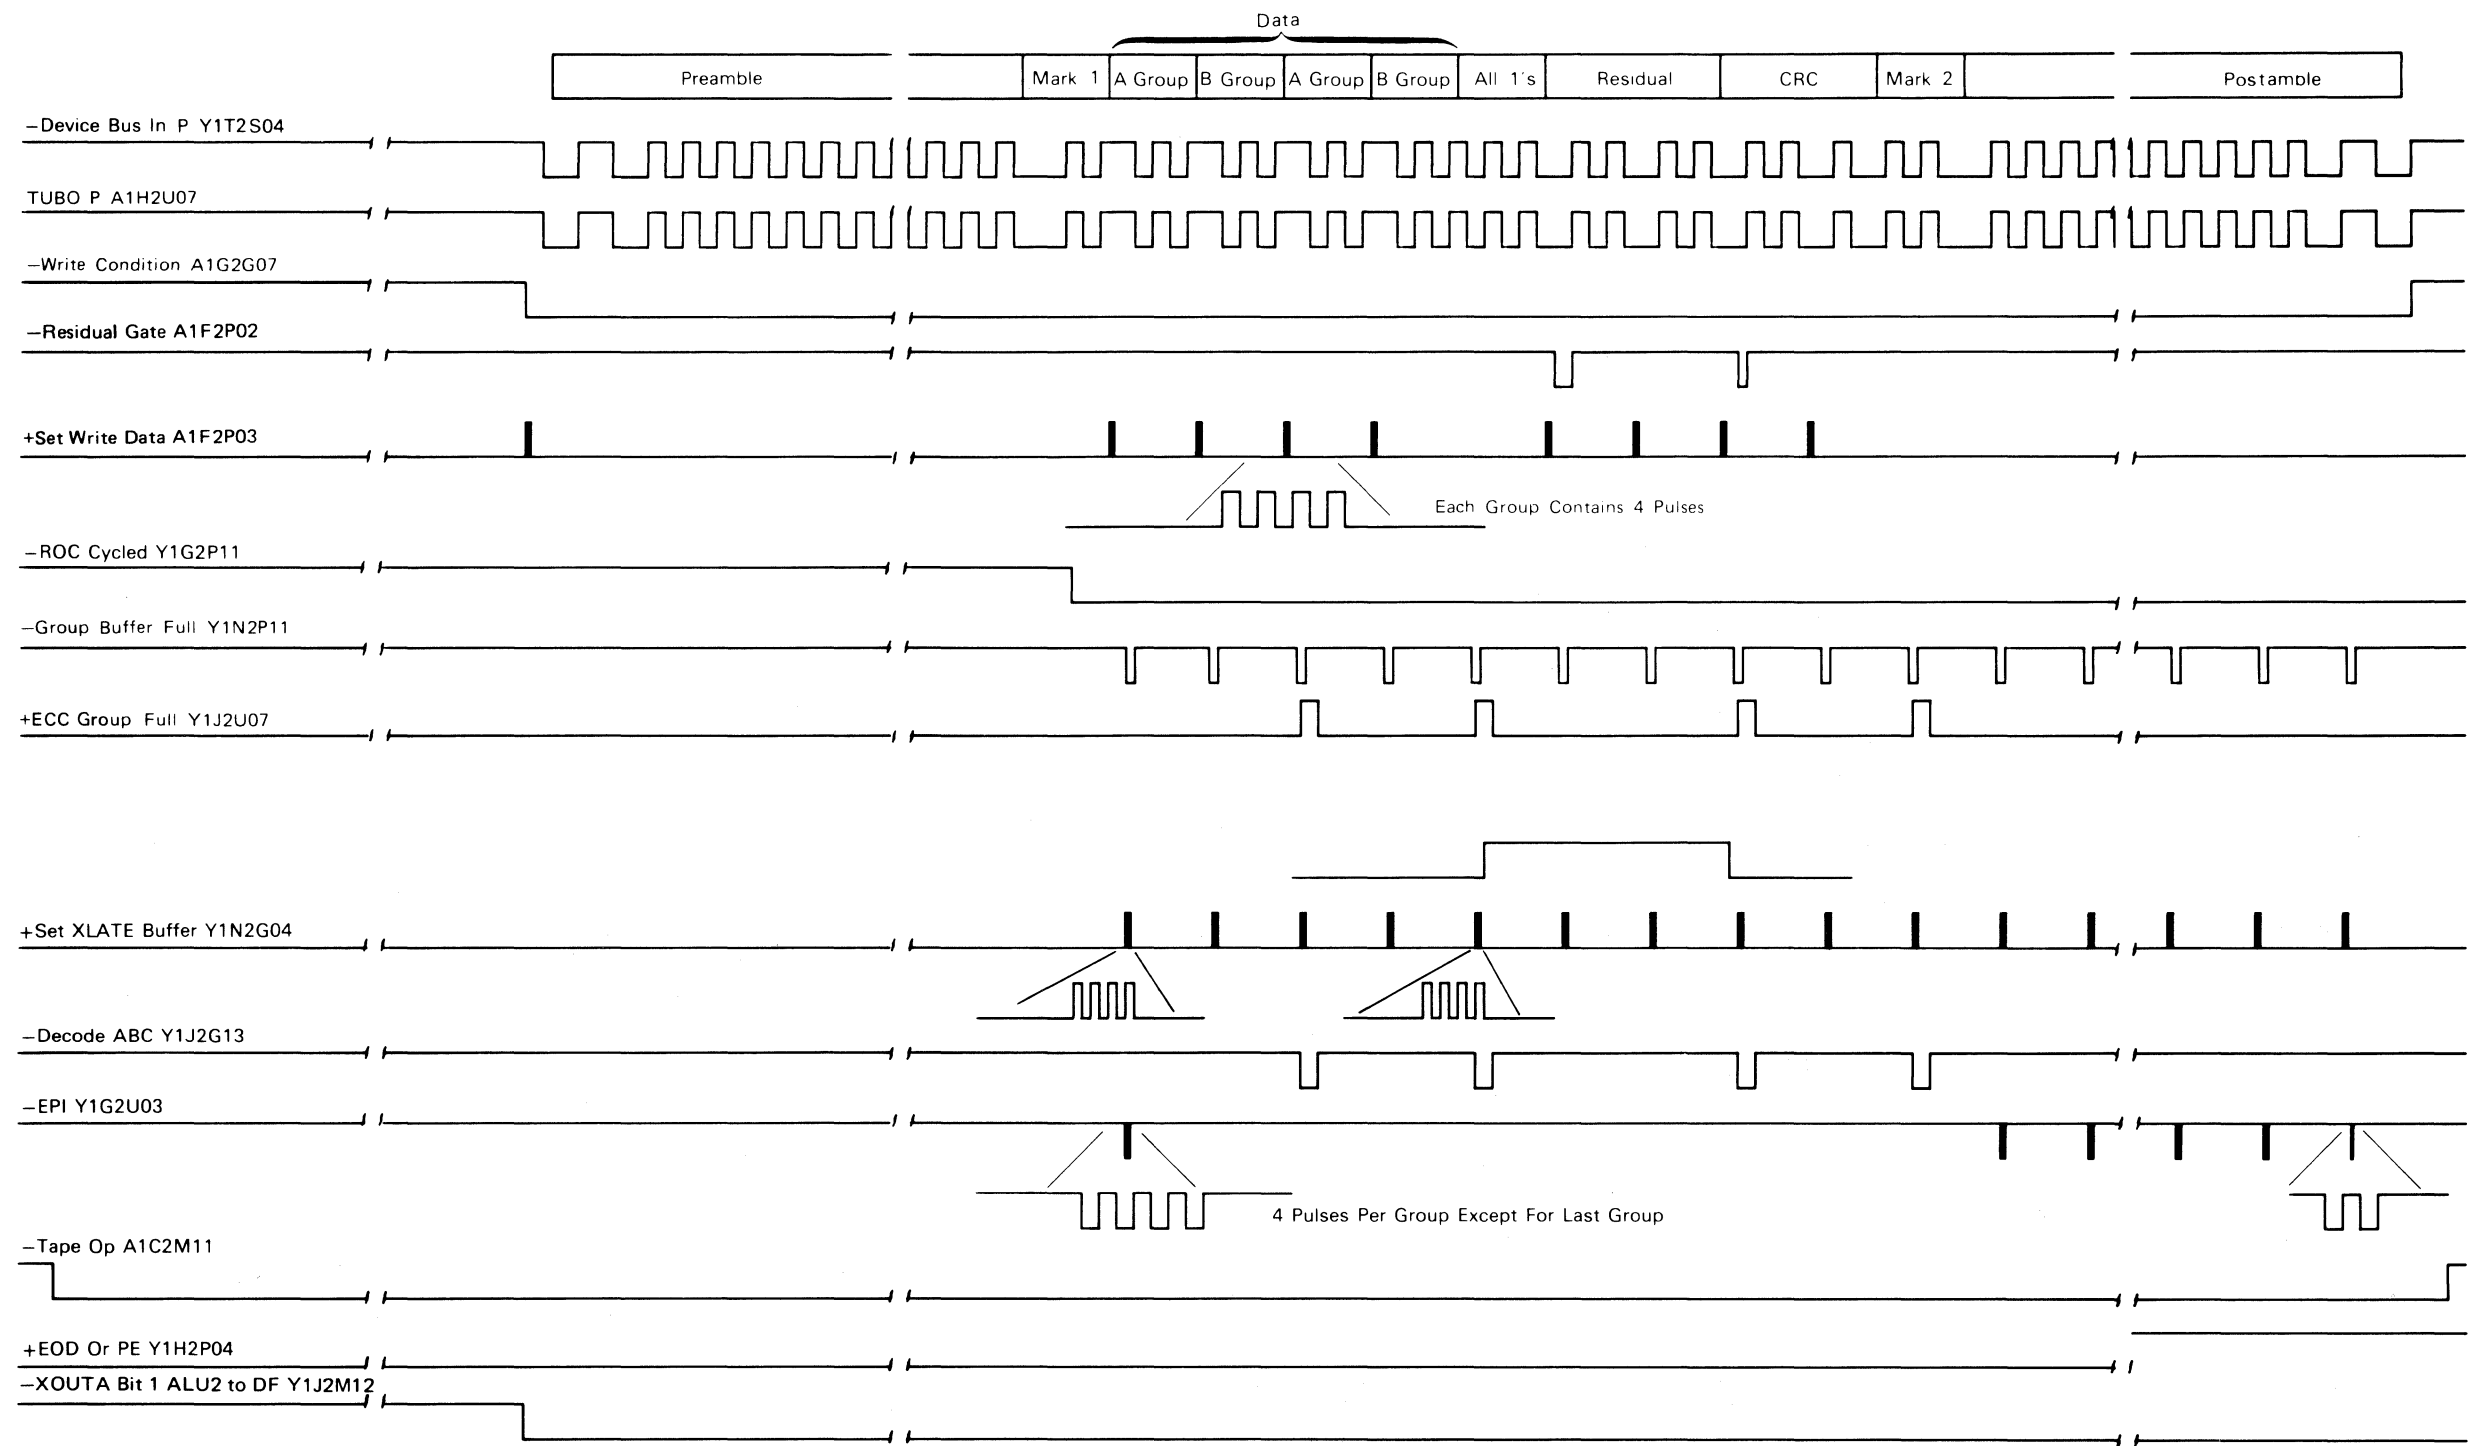 Data
Preamble
Mark 1
A Group
B Group
A Group
B Group
All 1's
Residual
CRC
Mark 2
Postamble
—Device Bus In P Y1T2S04
TUBO P A1H2U07
—Write Condition A1G2G07
—Residual Gate A1F2P02
+Set Write Data A1F2P03
Each Group Contains 4 Pulses
—ROC Cycled Y1G2P11
—Group Buffer Full Y1N2P11
+ECC Group Full Y1J2U07
+Set XLATE Buffer Y1N2G04
—Decode ABC Y1J2G13
—EPI Y1G2U03
4 Pulses Per Group Except For Last Group
—Tape Op A1C2M11
+EOD Or PE Y1H2P04
—XOUTA Bit 1 ALU2 to DF Y1J2M12